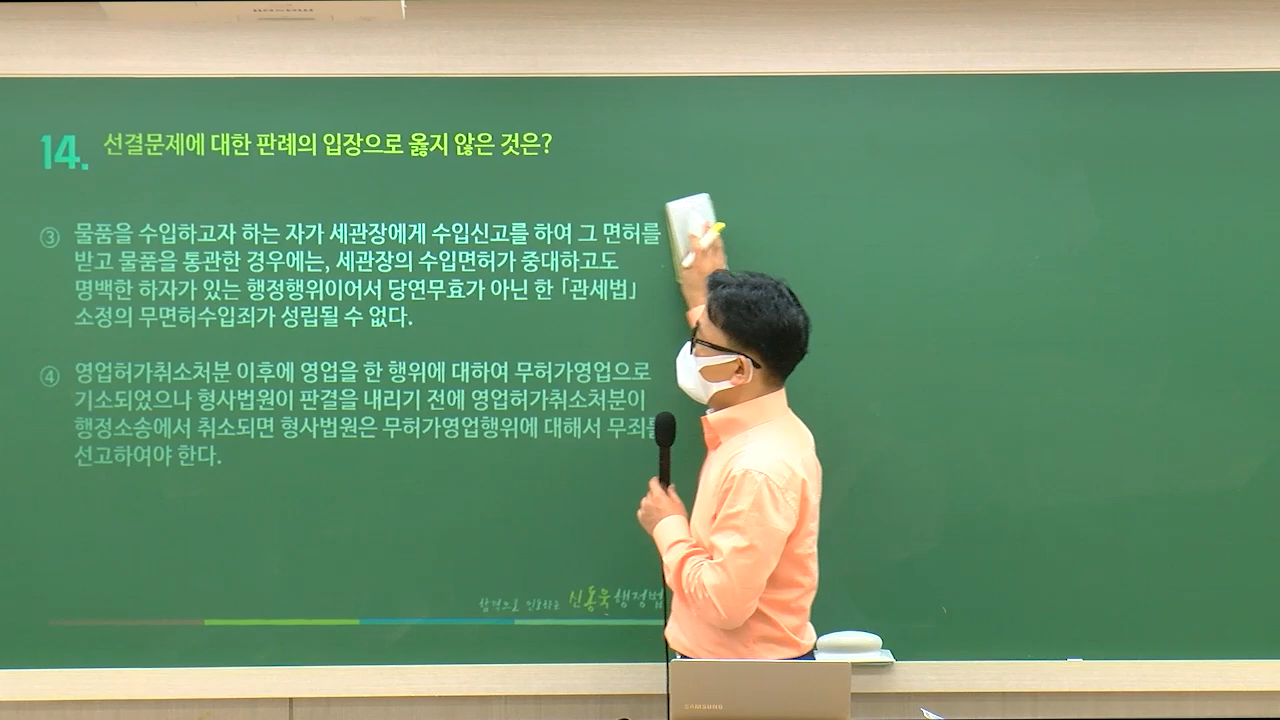 14. 선결문제에 대한 판례의 입장으로 옳지 않은 것은?
③ 물품을 수입하고자 하는 자가 세관장에게 수입신고를 하여 그 면허를
받고 물품을 통관한 경우에는, 세관장의 수입면허가 중대하고도
명백한 하자가 있는 행정행위이어서 당연무효가 아닌 한 「관세법」
소정의 무면허수입죄가 성립될 수 없다.
④ 영업허가취소처분 이후에 영업을 한 행위에 대하여 무허가영업으로
기소되었으나 형사법원이 판결을 내리기 전에 영업허가취소처분이
행정소송에서 취소되면 형사법원은 무허가영업행위에 대해서 무죄를
선고하여야 한다.
합격으로 인도하는 신동욱행정법
SAMSUNG